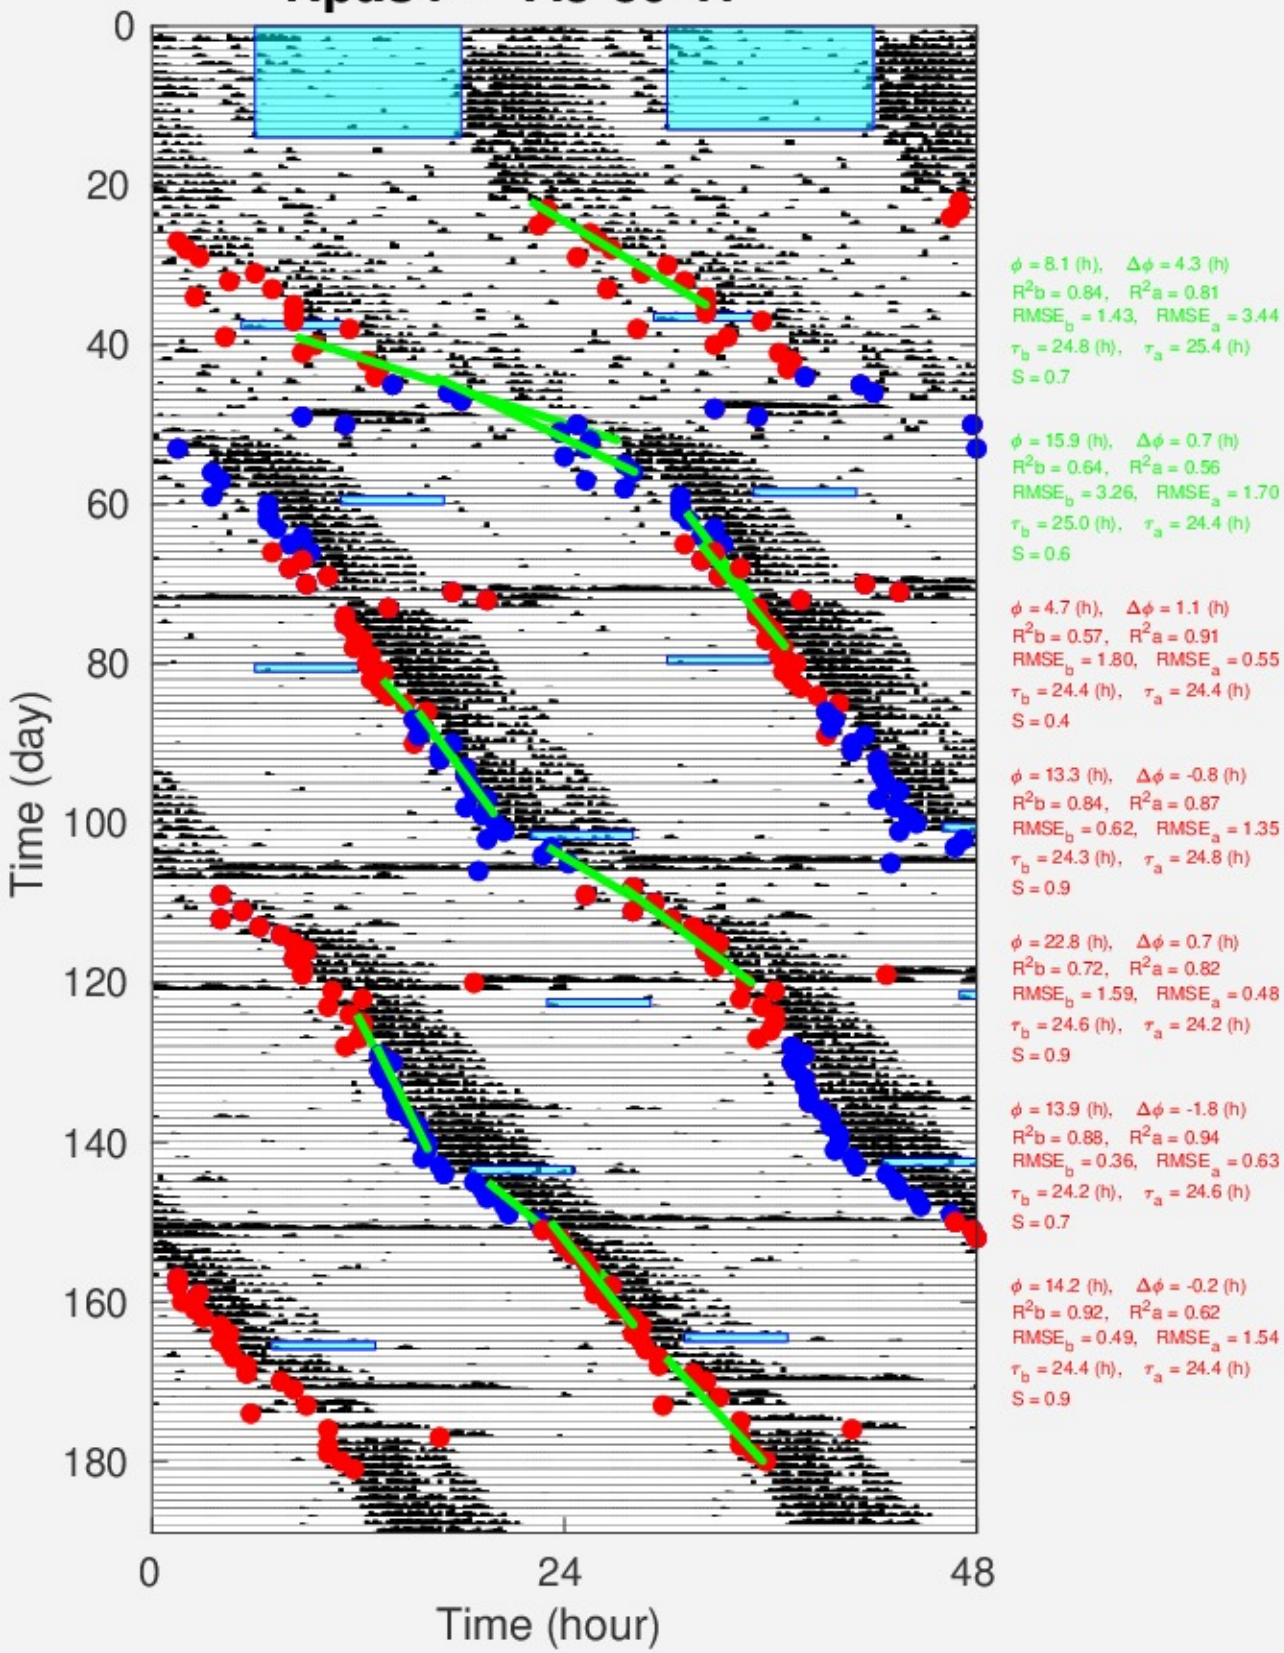 0
20
40
60
80
100
120
140
160
180
Time (day)
0 24 48
Time (hour)
ϕ = 8.1 (h), Δϕ = 4.3 (h)
R²b = 0.84, R²a = 0.81
RMSE_b = 1.43, RMSE_a = 3.44
τ_b = 24.8 (h), τ_a = 25.4 (h)
S = 0.7
ϕ = 15.9 (h), Δϕ = 0.7 (h)
R²b = 0.64, R²a = 0.56
RMSE_b = 3.26, RMSE_a = 1.70
τ_b = 25.0 (h), τ_a = 24.4 (h)
S = 0.6
ϕ = 4.7 (h), Δϕ = 1.1 (h)
R²b = 0.57, R²a = 0.91
RMSE_b = 1.80, RMSE_a = 0.55
τ_b = 24.4 (h), τ_a = 24.4 (h)
S = 0.4
ϕ = 13.3 (h), Δϕ = -0.8 (h)
R²b = 0.84, R²a = 0.87
RMSE_b = 0.62, RMSE_a = 1.35
τ_b = 24.3 (h), τ_a = 24.8 (h)
S = 0.9
ϕ = 22.8 (h), Δϕ = 0.7 (h)
R²b = 0.72, R²a = 0.82
RMSE_b = 1.59, RMSE_a = 0.48
τ_b = 24.6 (h), τ_a = 24.2 (h)
S = 0.9
ϕ = 13.9 (h), Δϕ = -1.8 (h)
R²b = 0.88, R²a = 0.94
RMSE_b = 0.36, RMSE_a = 0.63
τ_b = 24.2 (h), τ_a = 24.6 (h)
S = 0.7
ϕ = 14.2 (h), Δϕ = -0.2 (h)
R²b = 0.92, R²a = 0.62
RMSE_b = 0.49, RMSE_a = 1.54
τ_b = 24.4 (h), τ_a = 24.4 (h)
S = 0.9